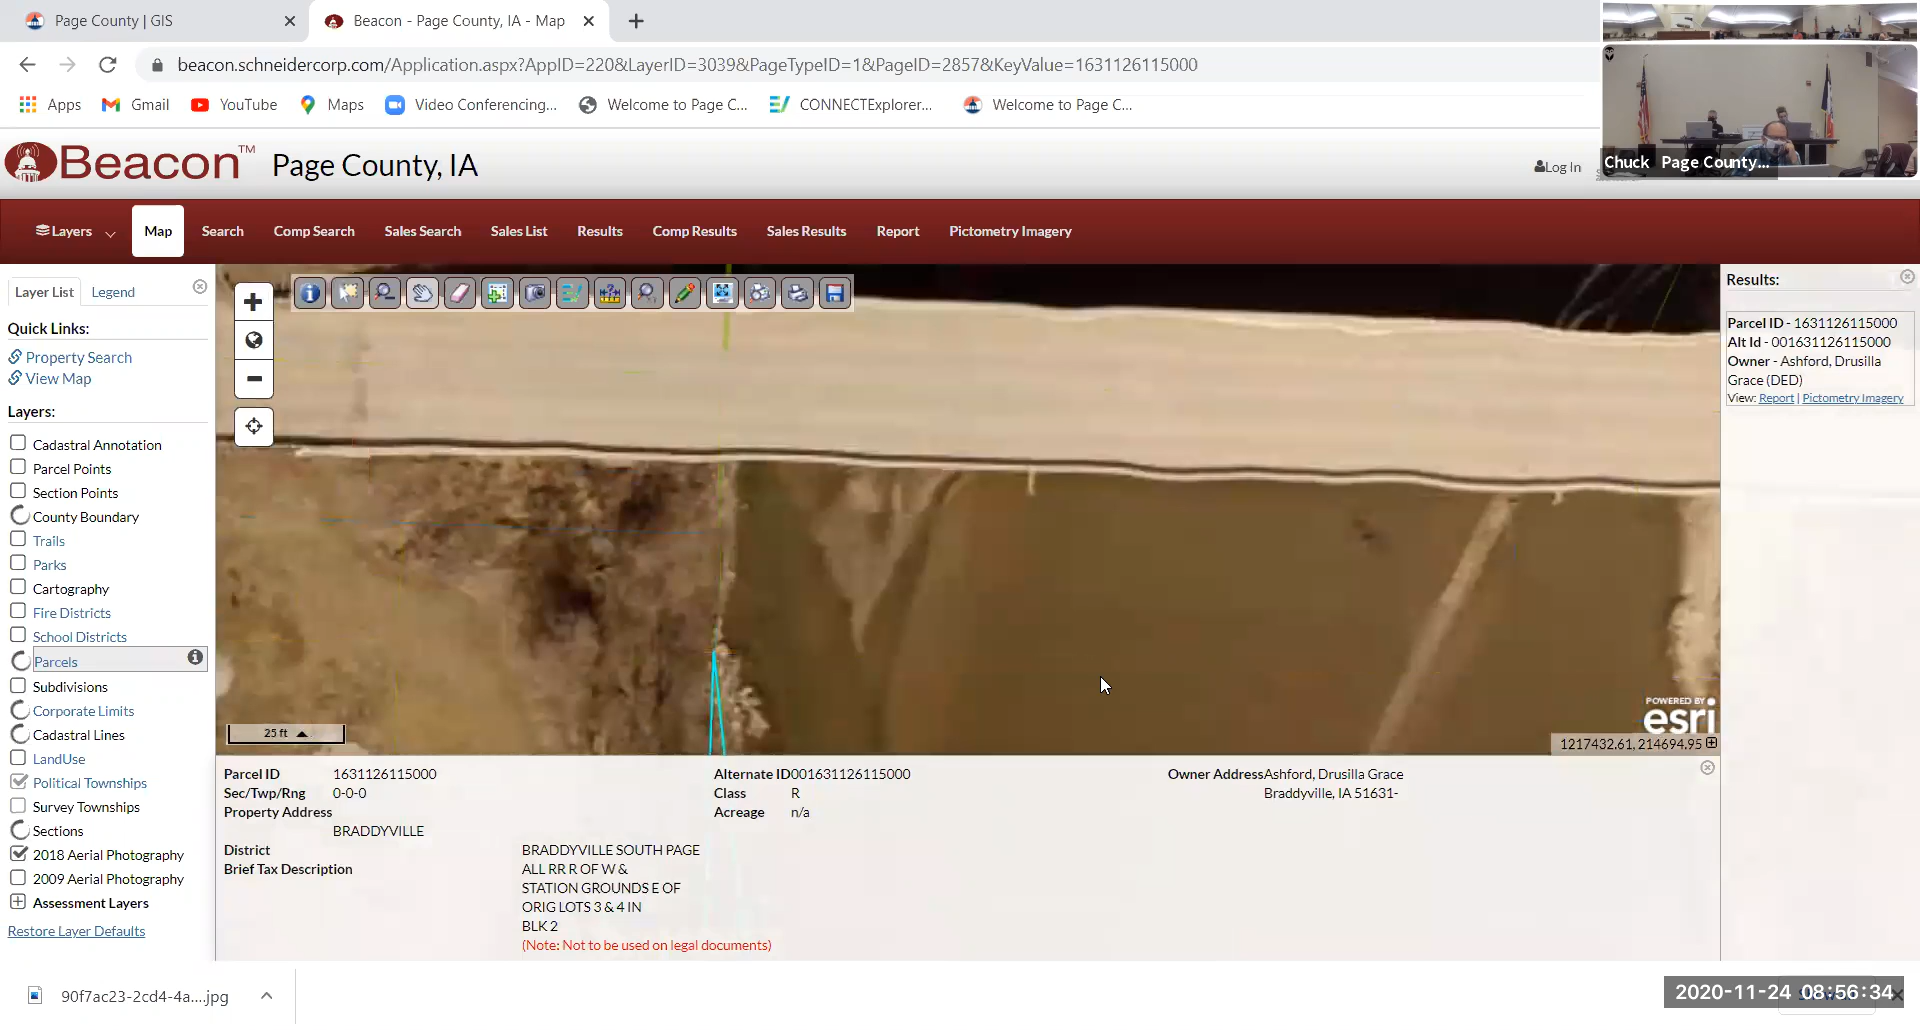 Page County | GIS
Beacon - Page County, IA - Map
beacon.schneidercorp.com/Application.aspx?AppID=220&LayerID=3039&PageTypeID=1&PageID=2857&KeyValue=1631126115000
Apps Gmail YouTube Maps Video Conferencing... Welcome to Page C... CONNECTExplorer... Welcome to Page C...
Chuck Page County...
Beacon™ Page County, IA
Log In
Layers Map Search Comp Search Sales Search Sales List Results Comp Results Sales Results Report Pictometry Imagery
Layer List Legend
Quick Links:
Property Search
View Map
Layers:
Cadastral Annotation
Parcel Points
Section Points
County Boundary
Trails
Parks
Cartography
Fire Districts
School Districts
Parcels
Subdivisions
Corporate Limits
Cadastral Lines
LandUse
Political Townships
Survey Townships
Sections
2018 Aerial Photography
2009 Aerial Photography
Assessment Layers
Restore Layer Defaults
25 ft
POWERED BY
esri
1217432.61, 214694.95
Results:
Parcel ID - 1631126115000
Alt Id - 001631126115000
Owner - Ashford, Drusilla
Grace (DED)
View: Report | Pictometry Imagery
Parcel ID 1631126115000
Sec/Twp/Rng 0-0-0
Property Address
BRADDYVILLE
Alternate ID 001631126115000
Class R
Acreage n/a
Owner Address Ashford, Drusilla Grace
Braddyville, IA 51631-
District BRADDYVILLE SOUTH PAGE
Brief Tax Description ALL RR R OF W &
STATION GROUNDS E OF
ORIG LOTS 3 & 4 IN
BLK 2
(Note: Not to be used on legal documents)
90f7ac23-2cd4-4a....jpg
2020-11-24 08:56:34